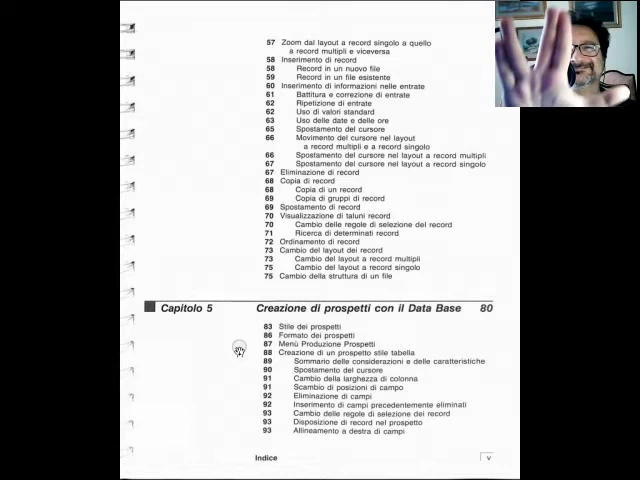 57 Zoom dal layout a record singolo a quello
a record multipli e viceversa
58 Inserimento di record
58 Record in un nuovo file
59 Record in un file esistente
60 Inserimento di informazioni nelle entrate
61 Battitura e correzione di entrate
62 Ripetizione di entrate
62 Uso di valori standard
63 Uso delle date e delle ore
65 Spostamento del cursore
66 Movimento del cursore nel layout
a record multipli e a record singolo
66 Spostamento del cursore nel layout a record multipli
67 Spostamento del cursore nel layout a record singolo
67 Eliminazione di record
68 Copia di record
68 Copia di un record
69 Copia di gruppi di record
69 Spostamento di record
70 Visualizzazione di taluni record
70 Cambio delle regole di selezione del record
71 Ricerca di determinati record
72 Ordinamento di record
73 Cambio del layout dei record
73 Cambio del layout a record multipli
75 Cambio del layout a record singolo
75 Cambio della struttura di un file
Capitolo 5 Creazione di prospetti con il Data Base 80
83 Stile dei prospetti
86 Formato dei prospetti
87 Menù Produzione Prospetti
88 Creazione di un prospetto stile tabella
89 Sommario delle considerazioni e delle caratteristiche
90 Spostamento del cursore
91 Cambio della larghezza di colonna
91 Scambio di posizioni di campo
92 Eliminazione di campi
92 Inserimento di campi precedentemente eliminati
93 Cambio delle regole di selezione dei record
93 Disposizione di record nel prospetto
93 Allineamento a destra di campi
Indice v